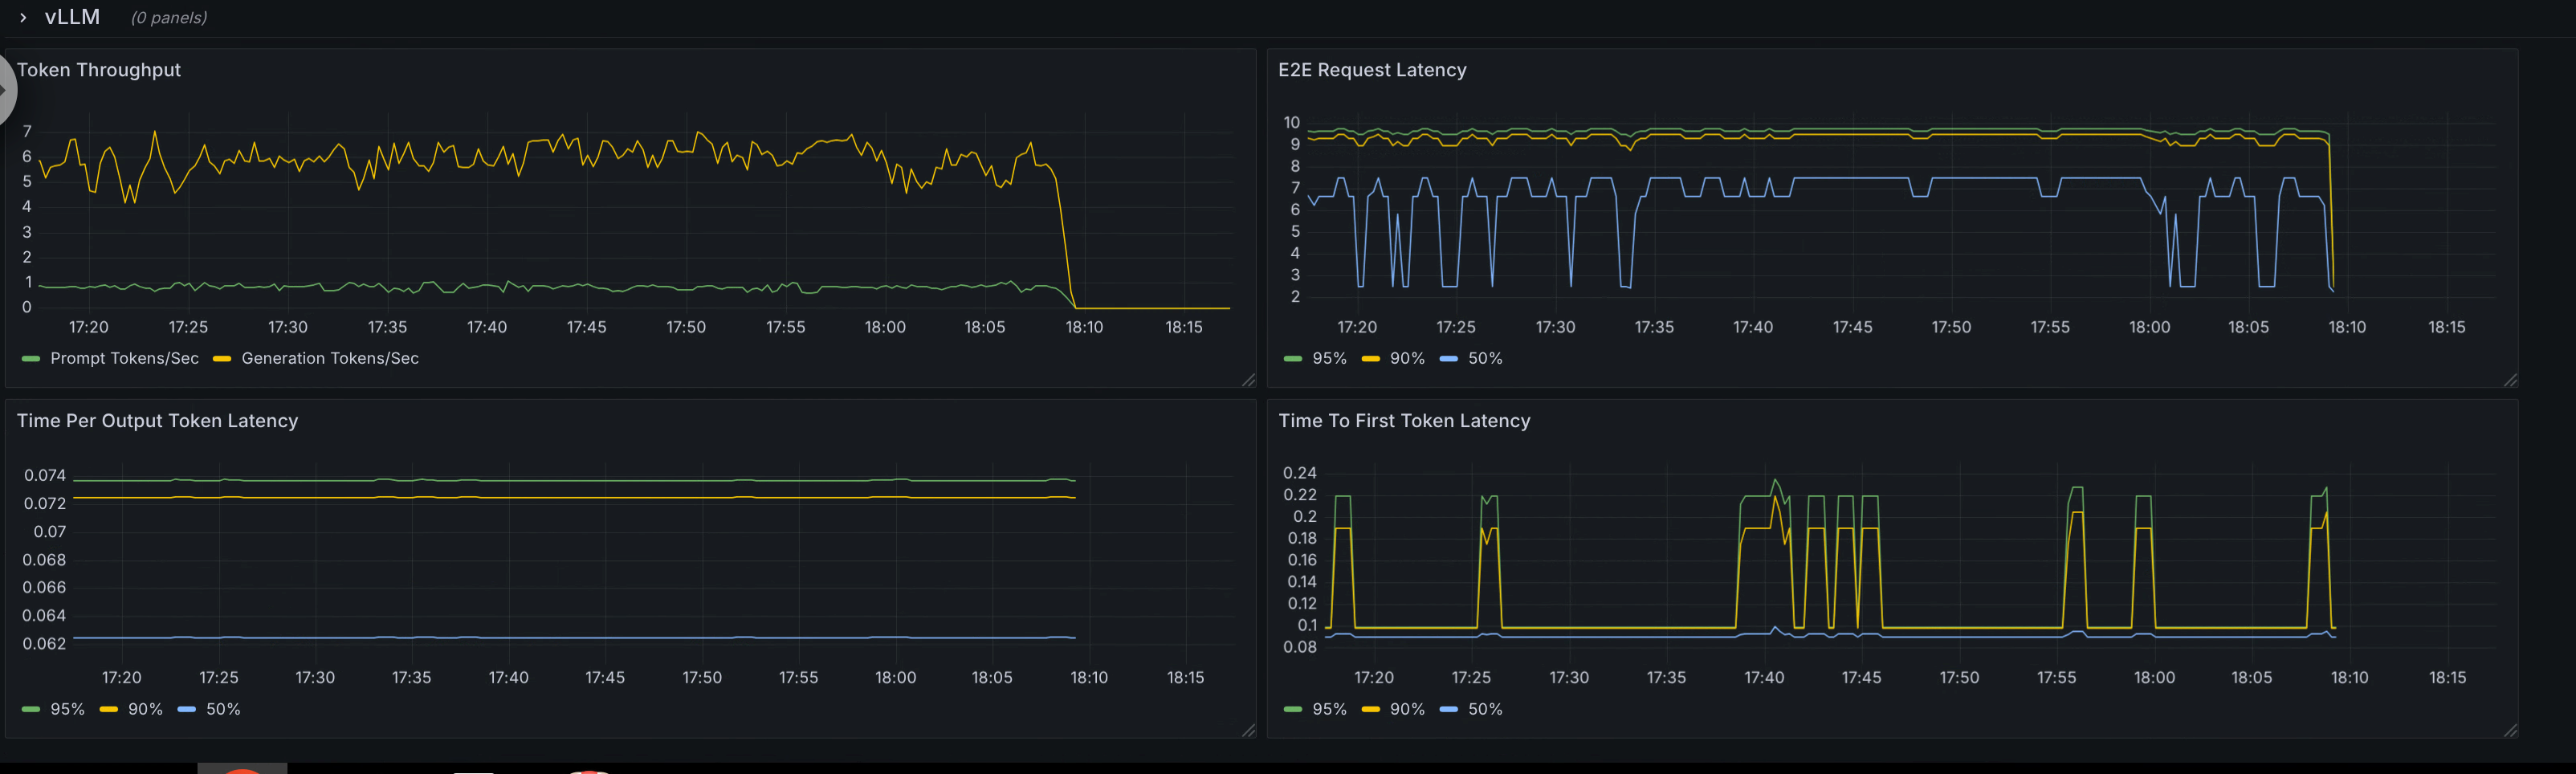 vLLM (0 panels)
Token Throughput
7
6
5
4
3
2
1
0
17:20 17:25 17:30 17:35 17:40 17:45 17:50 17:55 18:00 18:05 18:10 18:15
Prompt Tokens/Sec Generation Tokens/Sec
E2E Request Latency
10
9
8
7
6
5
4
3
2
17:20 17:25 17:30 17:35 17:40 17:45 17:50 17:55 18:00 18:05 18:10 18:15
95% 90% 50%
Time Per Output Token Latency
0.074
0.072
0.07
0.068
0.066
0.064
0.062
17:20 17:25 17:30 17:35 17:40 17:45 17:50 17:55 18:00 18:05 18:10 18:15
95% 90% 50%
Time To First Token Latency
0.24
0.22
0.2
0.18
0.16
0.14
0.12
0.1
0.08
17:20 17:25 17:30 17:35 17:40 17:45 17:50 17:55 18:00 18:05 18:10 18:15
95% 90% 50%